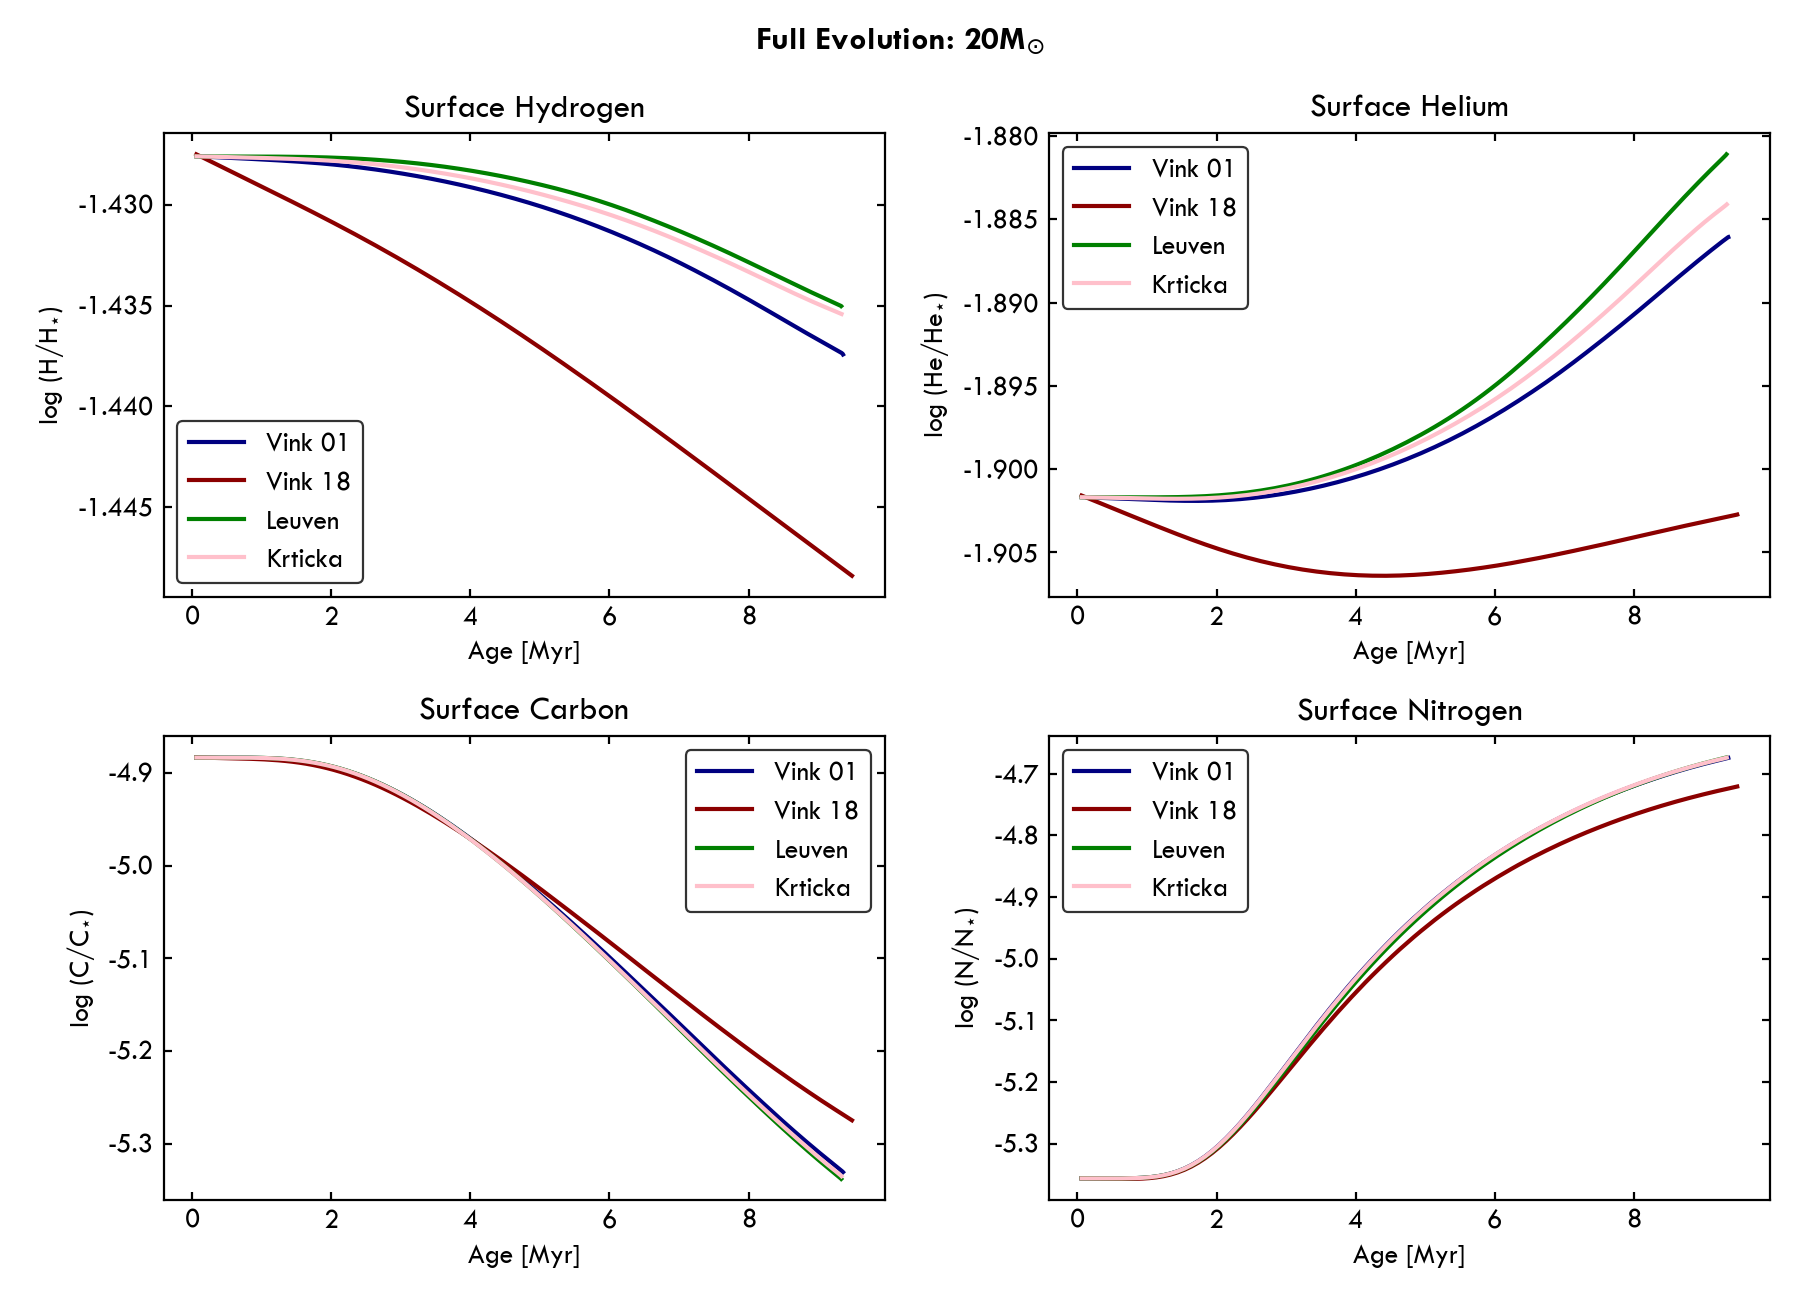 Full Evolution: 20M☉
Surface Hydrogen
log (H/H⋆)
-1.430
-1.435
-1.440
-1.445
Vink 01
Vink 18
Leuven
Krticka
0 2 4 6 8
Age [Myr]
Surface Helium
log (He/He⋆)
-1.880
-1.885
-1.890
-1.895
-1.900
-1.905
Vink 01
Vink 18
Leuven
Krticka
0 2 4 6 8
Age [Myr]
Surface Carbon
log (C/C⋆)
-4.9
-5.0
-5.1
-5.2
-5.3
Vink 01
Vink 18
Leuven
Krticka
0 2 4 6 8
Age [Myr]
Surface Nitrogen
log (N/N⋆)
-4.7
-4.8
-4.9
-5.0
-5.1
-5.2
-5.3
Vink 01
Vink 18
Leuven
Krticka
0 2 4 6 8
Age [Myr]